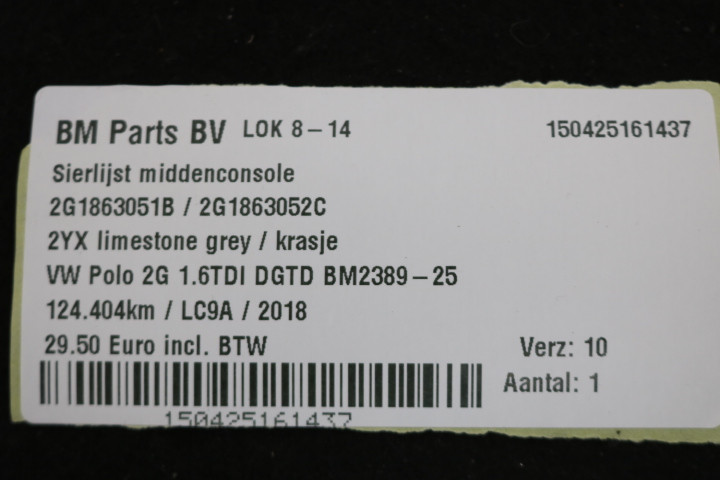 BM Parts BV LOK 8-14 150425161437
Sierlijst middenconsole
2G1863051B / 2G1863052C
2YX limestone grey / krasje
VW Polo 2G 1.6TDI DGTD BM2389-25
124.404km / LC9A / 2018
29.50 Euro incl. BTW Verz: 10
Aantal: 1
150425161437